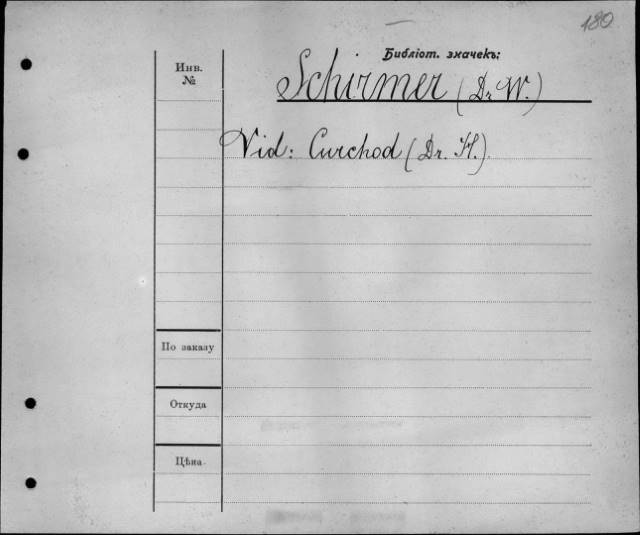 180
Библіот. значекъ:
Инв.
№
Schirmer (Dr W.)
Vid: Curchod (Dr. H.).
По заказу
Откуда
Цѣна.